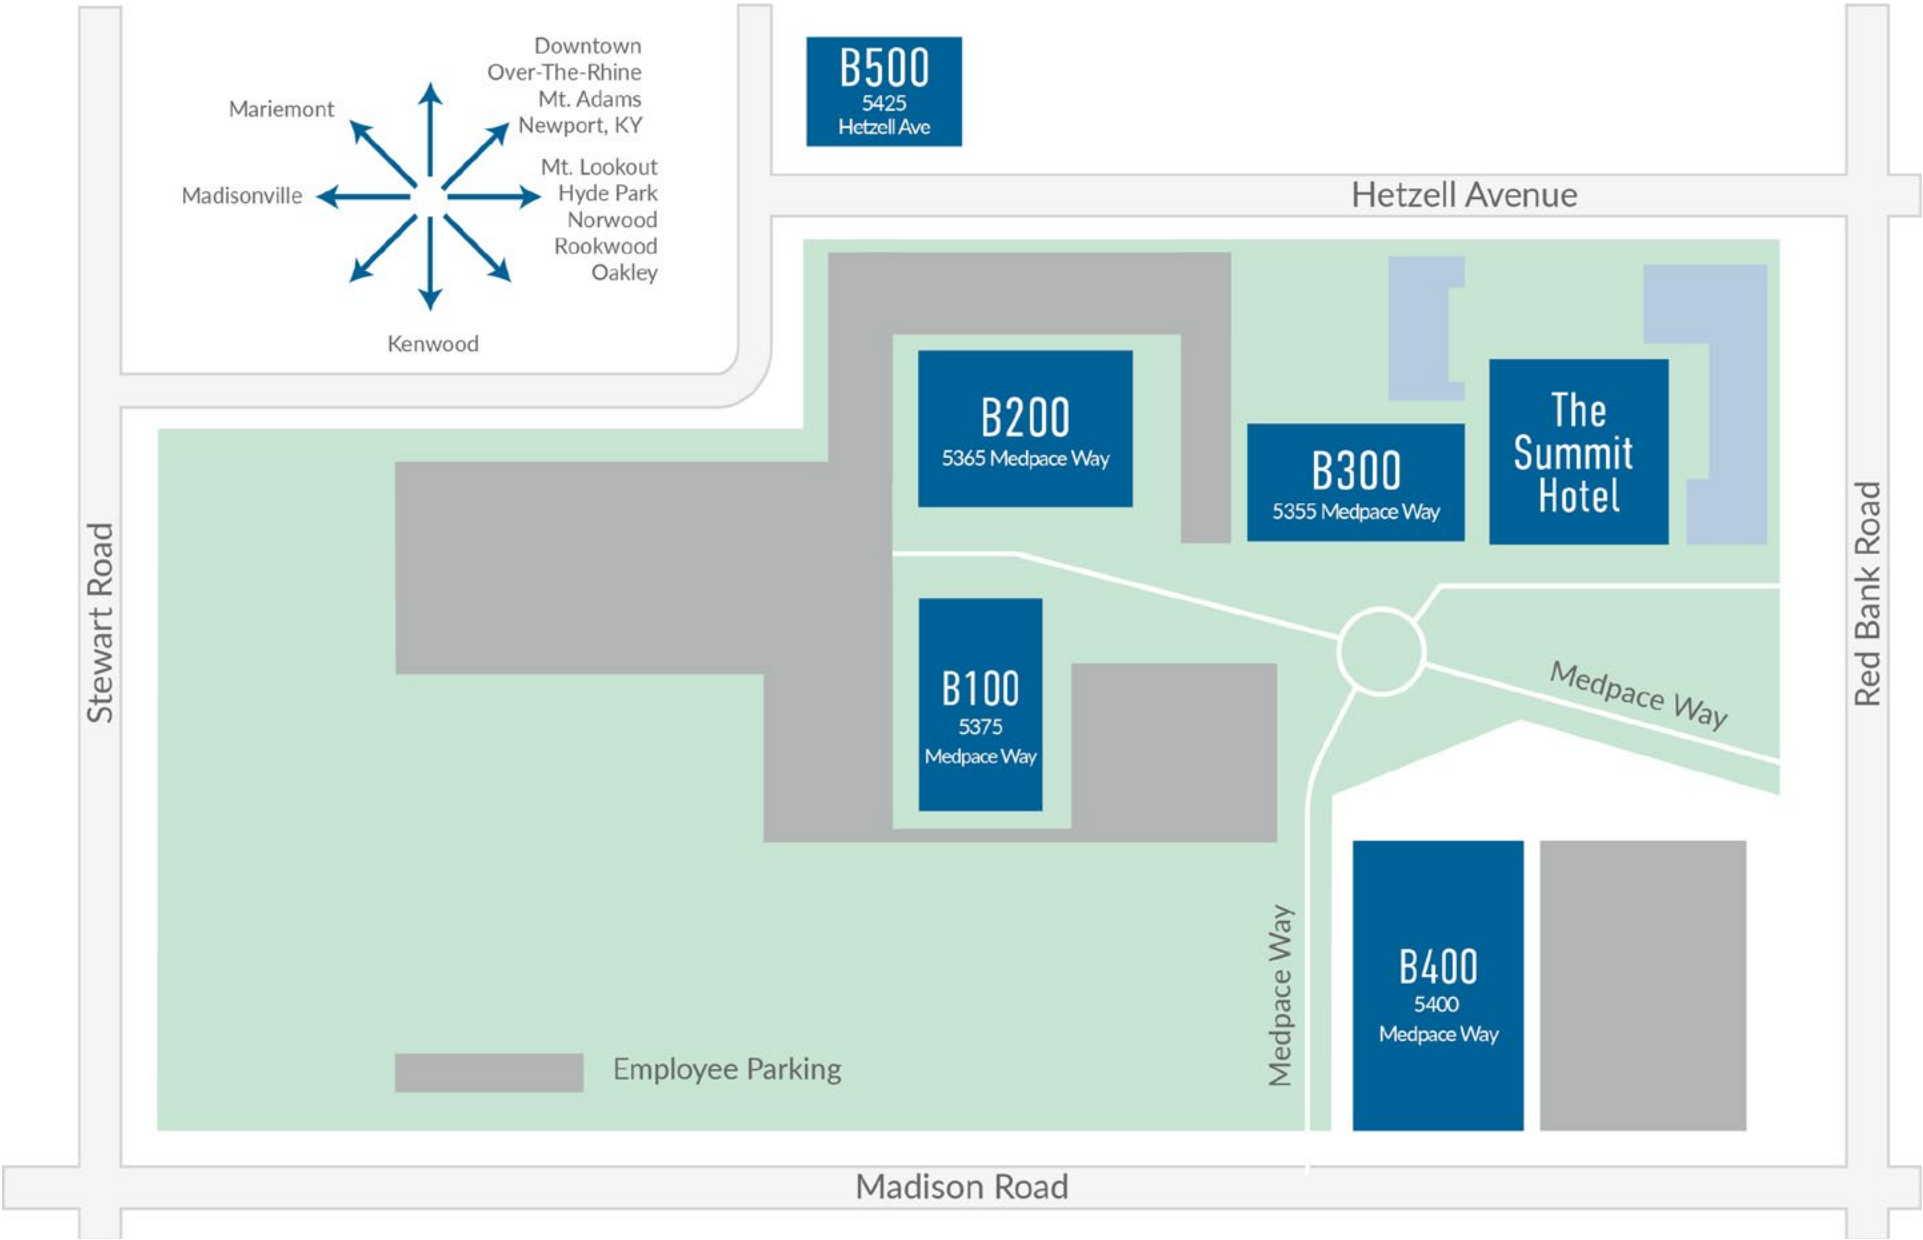 Downtown
Over-The-Rhine
Mt. Adams
Newport, KY
Mariemont
Mt. Lookout
Hyde Park
Norwood
Rookwood
Oakley
Madisonville
Kenwood
B500
5425
Hetzell Ave
Hetzell Avenue
B200
5365 Medpace Way
B300
5355 Medpace Way
The
Summit
Hotel
Stewart Road
Red Bank Road
B100
5375
Medpace Way
Medpace Way
Medpace Way
B400
5400
Medpace Way
Employee Parking
Madison Road